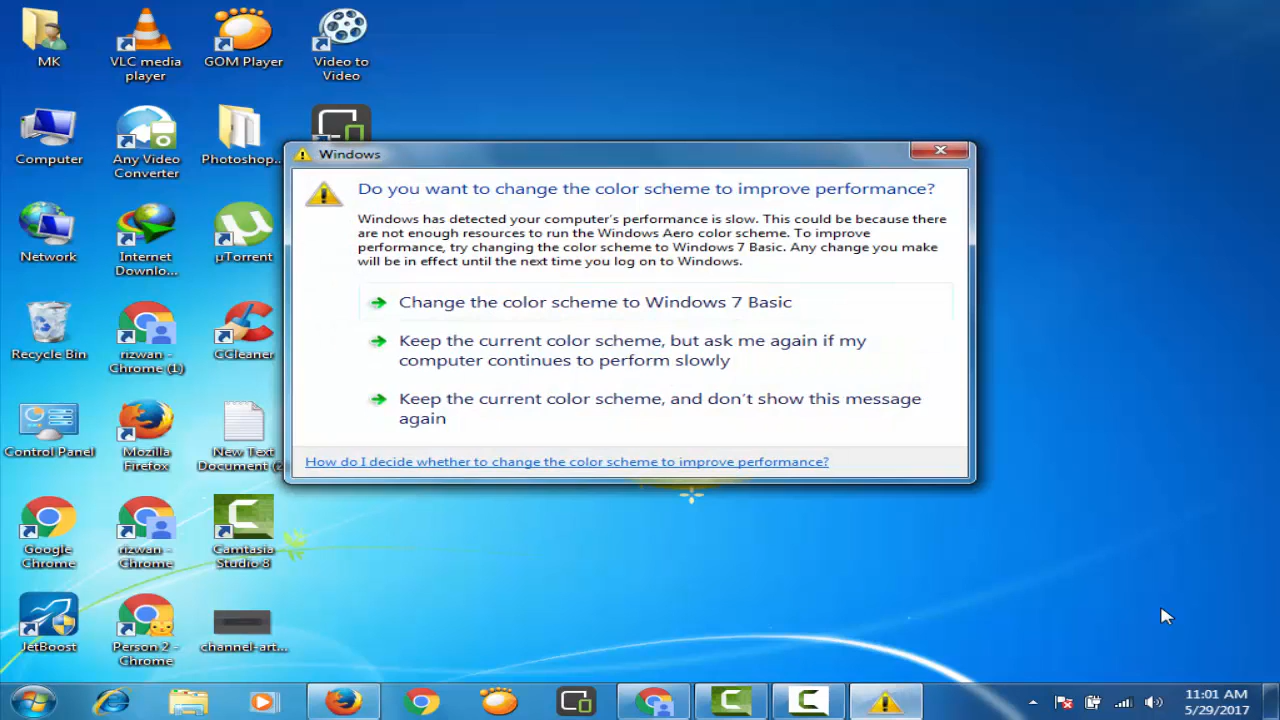 MK
VLC media
player
GOM Player
Video to
Video
Computer
Any Video
Converter
Photoshop...
Network
Internet
Downlo...
µTorrent
Recycle Bin
rizwan -
Chrome (1)
CCleaner
Control Panel
Mozilla
Firefox
New Text
Document (2
Google
Chrome
rizwan -
Chrome
Camtasia
Studio 8
JetBoost
Person 2 -
Chrome
channel-art...
Windows
Do you want to change the color scheme to improve performance?
Windows has detected your computer's performance is slow. This could be because there
are not enough resources to run the Windows Aero color scheme. To improve
performance, try changing the color scheme to Windows 7 Basic. Any change you make
will be in effect until the next time you log on to Windows.
Change the color scheme to Windows 7 Basic
Keep the current color scheme, but ask me again if my
computer continues to perform slowly
Keep the current color scheme, and don't show this message
again
How do I decide whether to change the color scheme to improve performance?
11:01 AM
5/29/2017